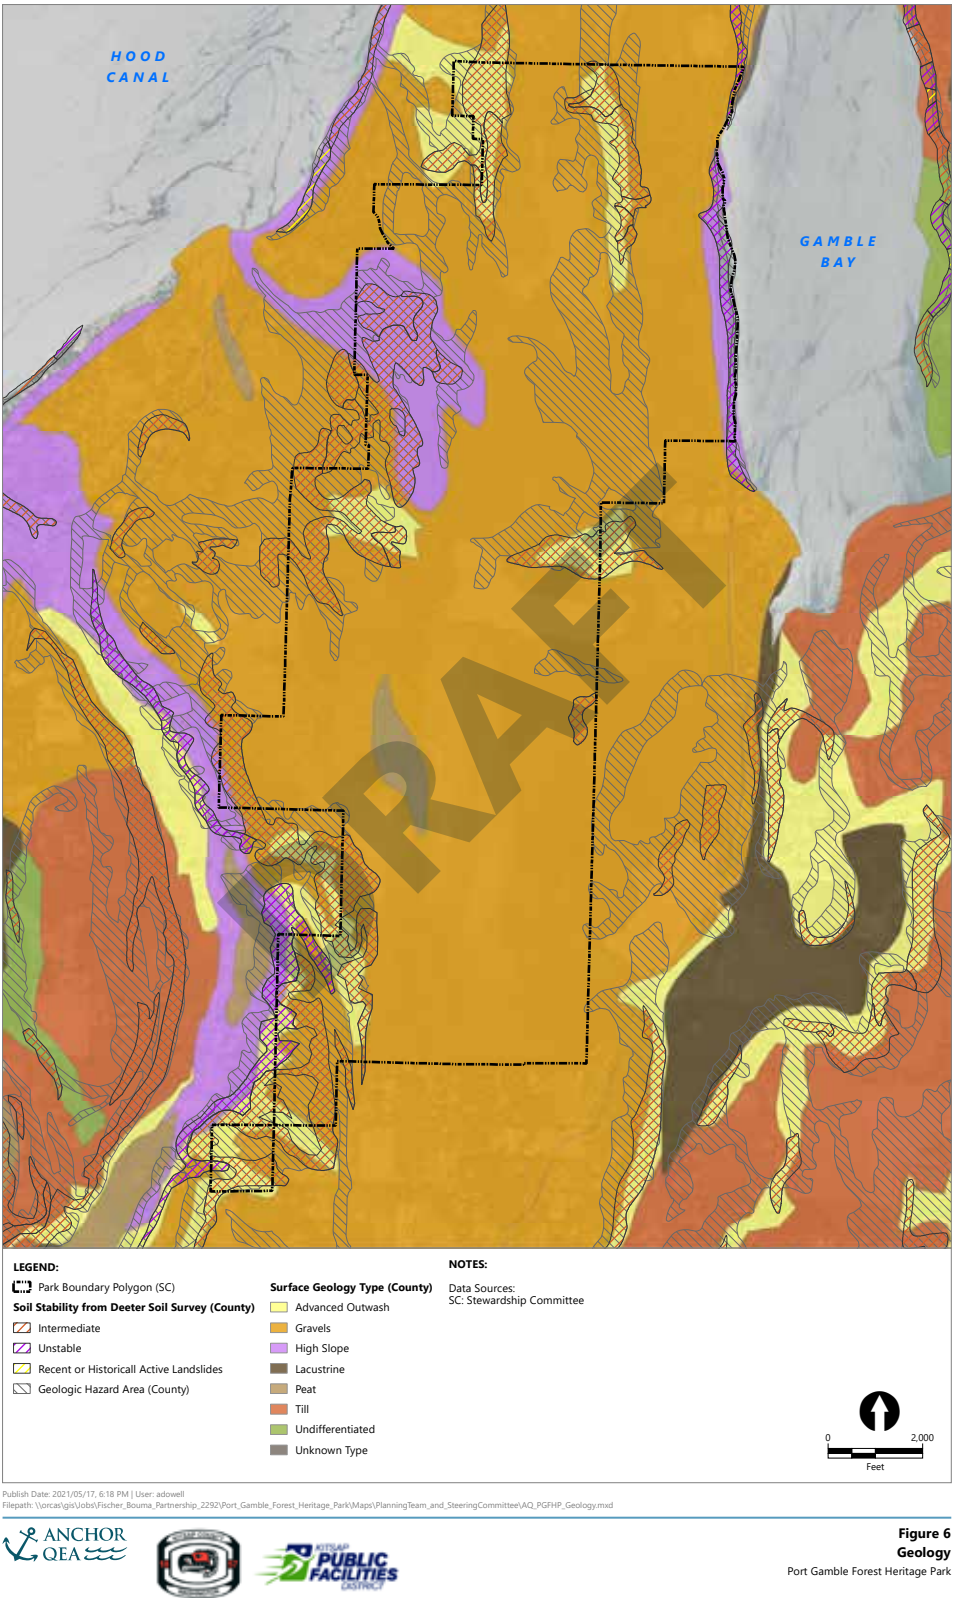 HOOD
CANAL
GAMBLE
BAY
DRAFT
LEGEND:
Park Boundary Polygon (SC)
Soil Stability from Deeter Soil Survey (County)
Intermediate
Unstable
Recent or Historicall Active Landslides
Geologic Hazard Area (County)
Surface Geology Type (County)
Advanced Outwash
Gravels
High Slope
Lacustrine
Peat
Till
Undifferentiated
Unknown Type
NOTES:
Data Sources:
SC: Stewardship Committee
0 2,000
Feet
Publish Date: 2021/05/17, 6:18 PM | User: adowell
Filepath: \\orcas\gis\Jobs\Fischer_Bouma_Partnership_2292\Port_Gamble_Forest_Heritage_Park\Maps\PlanningTeam_and_SteeringCommittee\AQ_PGFHP_Geology.mxd
ANCHOR
QEA
KITSAP COUNTY
WASHINGTON
KITSAP
PUBLIC
FACILITIES
DISTRICT
Figure 6
Geology
Port Gamble Forest Heritage Park